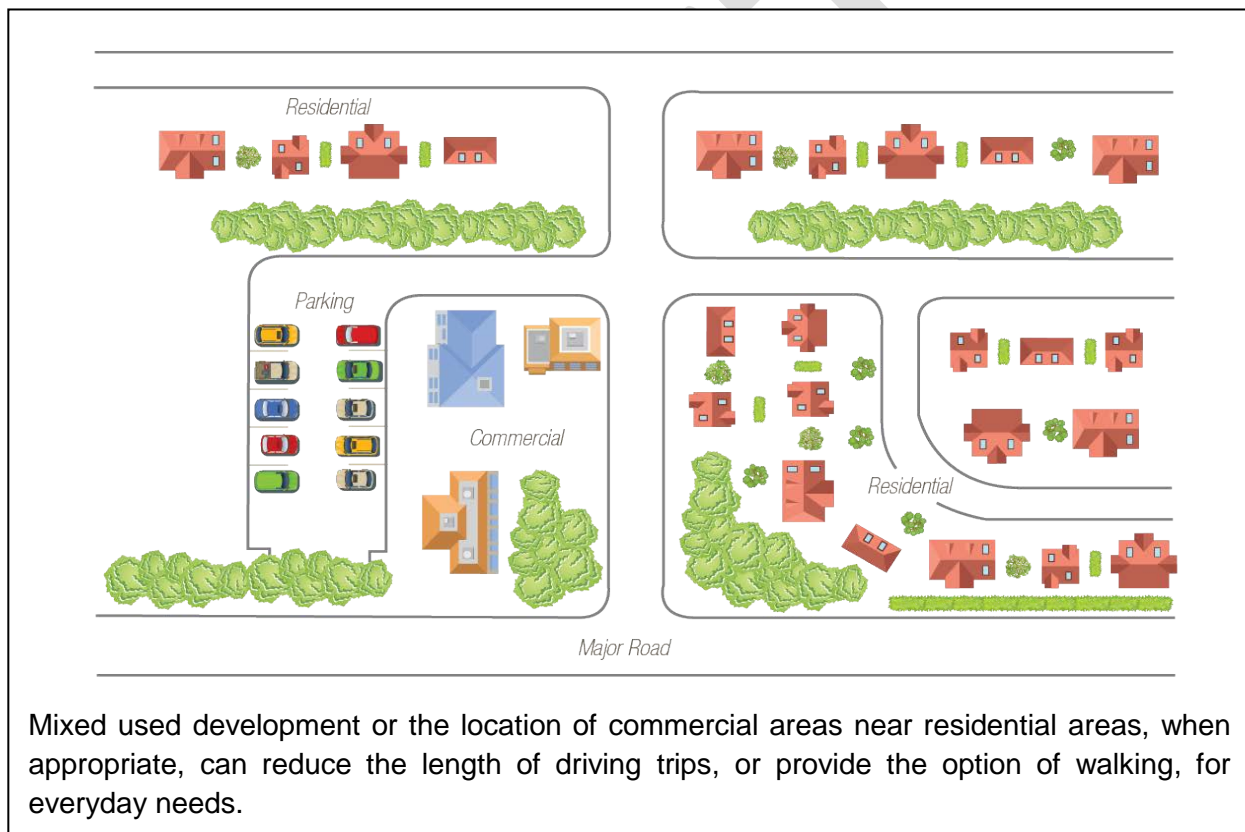 Residential
Parking
Commercial
Residential
Major Road
Mixed used development or the location of commercial areas near residential areas, when
appropriate, can reduce the length of driving trips, or provide the option of walking, for
everyday needs.